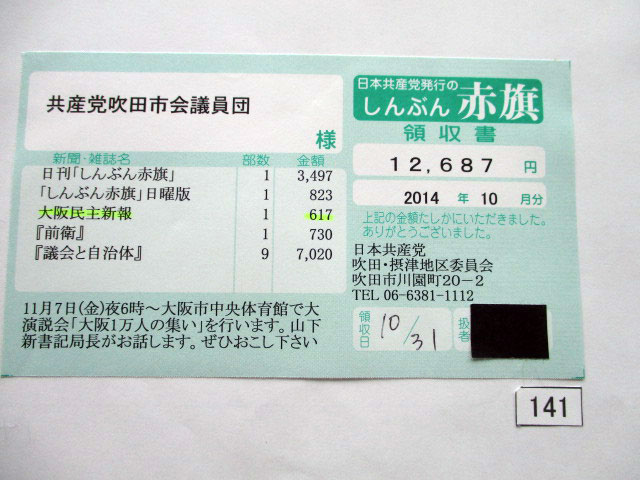 共産党吹田市会議員団
様
新聞・雑誌名 部数 金額
日刊「しんぶん赤旗」 1 3,497
「しんぶん赤旗」日曜版 1 823
大阪民主新報 1 617
『前衛』 1 730
『議会と自治体』 9 7,020
11月7日(金)夜6時～大阪市中央体育館で大
演説会「大阪1万人の集い」を行います。山下
新書記局長がお話します。ぜひおこし下さい
日本共産党発行の
しんぶん 赤旗
領収書
12,687 円
2014 年 10 月分
上記の金額たしかにいただきました。
ありがとうございました。
日本共産党
吹田・摂津地区委員会
吹田市川園町20－2
TEL 06-6381-1112
領収日 10/31 扱者
141